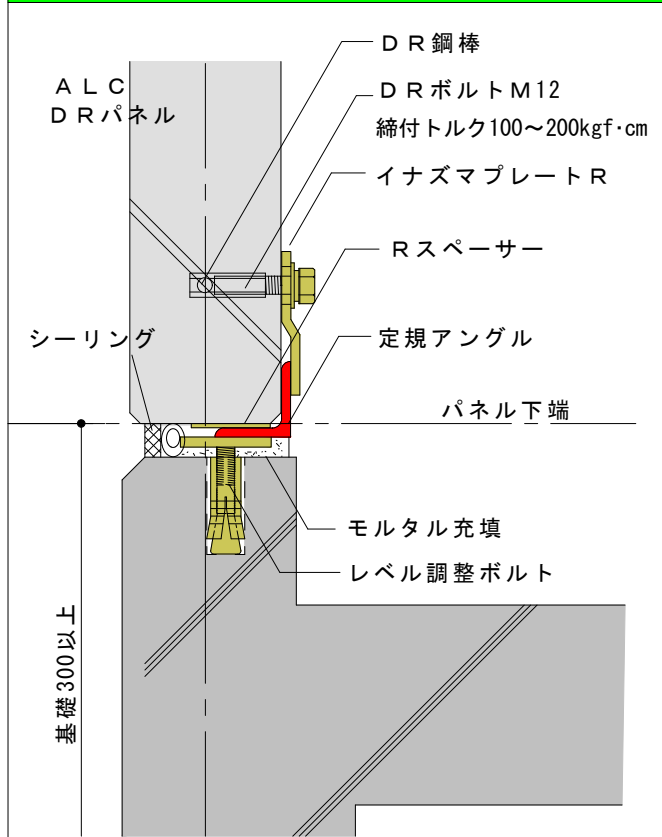 DR鋼棒
ALC
DRパネル
DRボルトM12
締付トルク100～200kgf·cm
イナズマプレートR
Rスペーサー
シーリング
定規アングル
パネル下端
モルタル充填
レベル調整ボルト
基礎300以上